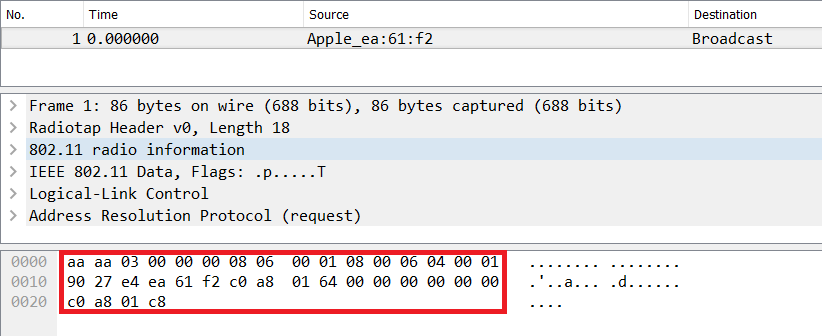 No. Time Source Destination
1 0.000000 Apple_ea:61:f2 Broadcast
Frame 1: 86 bytes on wire (688 bits), 86 bytes captured (688 bits)
Radiotap Header v0, Length 18
802.11 radio information
IEEE 802.11 Data, Flags: .p.....T
Logical-Link Control
Address Resolution Protocol (request)
0000 aa aa 03 00 00 00 08 06 00 01 08 00 06 04 00 01 ........ ........
0010 90 27 e4 ea 61 f2 c0 a8 01 64 00 00 00 00 00 00 .'..a... .d......
0020 c0 a8 01 c8 ....